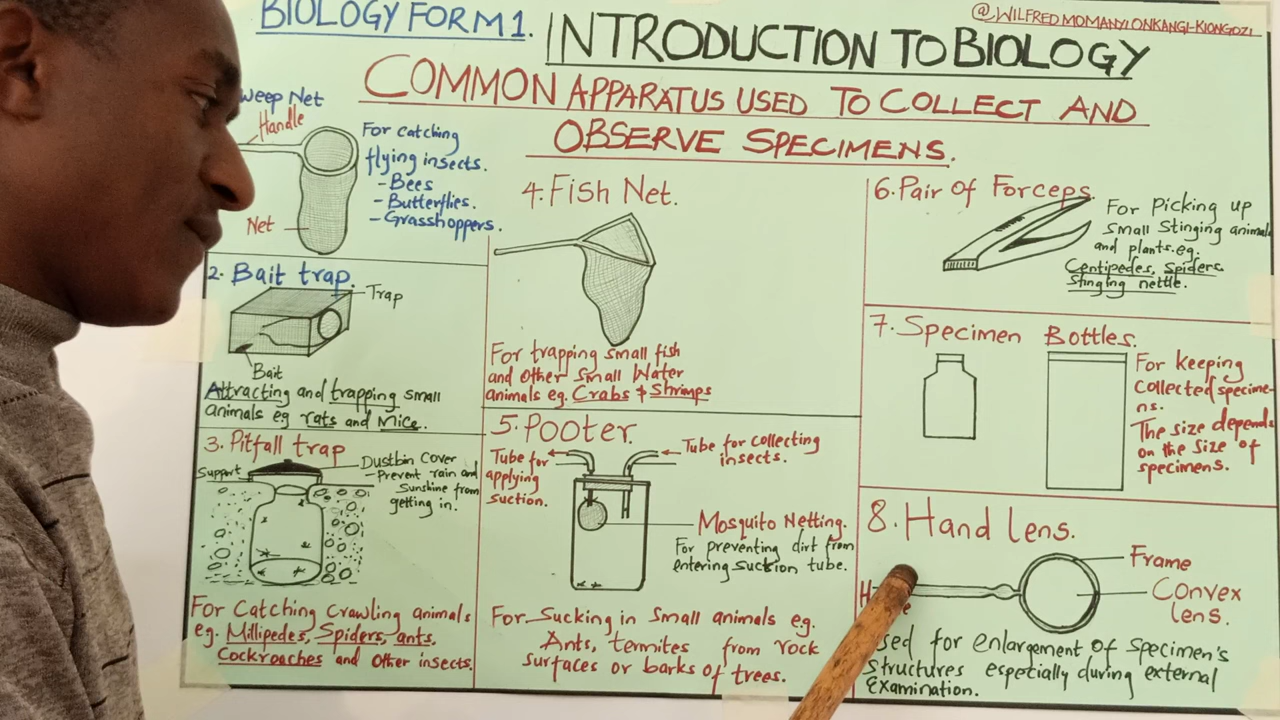 BIOLOGY FORM 1.
@WILFREDMOMANYIONKANGI-KIONGOZI
INTRODUCTION TO BIOLOGY
COMMON APPARATUS USED TO COLLECT AND
OBSERVE SPECIMENS.
weep Net
Handle
Net
For catching
flying insects.
- Bees
- Butterflies.
- Grasshoppers.
2. Bait trap.
Trap
Bait
Attracting and trapping small
animals eg rats and Mice.
3. Pitfall trap
Support
Dustbin Cover
- Prevent rain and
Sunshine from
getting in.
For Catching Crawling animals
eg. Millipedes, Spiders, ants,
Cockroaches and other insects.
4. Fish Net.
For trapping small fish
and other Small Water
animals eg. Crabs & Shrimps
5. Pooter.
Tube for
applying
suction.
Tube for collecting
insects.
Mosquito Netting.
For preventing dirt from
entering suction tube.
For Sucking in Small animals eg.
Ants, termites from rock
surfaces or barks of trees.
6. Pair of Forceps.
For Picking up
small Stinging animals
and plants. eg.
Centipedes, Spiders.
Stinging nettle.
7. Specimen Bottles.
For keeping
collected specime-
ns.
The size depends
on the size of
specimens.
8. Hand lens.
Frame
Convex
lens.
sed for enlargement of specimen's
structures especially during external
Examination.